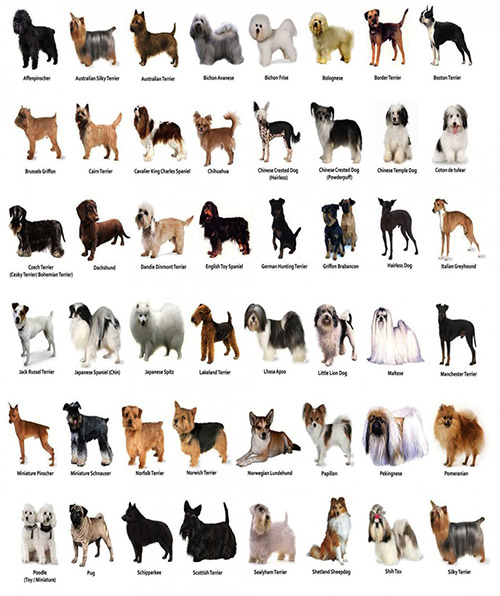 Affenpinscher
Australian Silky Terrier
Australian Terrier
Bichon Avanese
Bichon Frise
Bolognese
Border Terrier
Boston Terrier
Brussels Griffon
Cairn Terrier
Cavalier King Charles Spaniel
Chihuahua
Chinese Crested Dog
(Hairless)
Chinese Crested Dog
(Powderpuff)
Chinese Temple Dog
Coton de tulear
Czech Terrier
(Cesky Terrier/ Bohemian Terrier)
Dachshund
Dandie Dinmont Terrier
English Toy Spaniel
German Hunting Terrier
Griffon Brabancon
Hairless Dog
Italian Greyhound
Jack Russel Terrier
Japanese Spaniel (Chin)
Japanese Spitz
Lakeland Terrier
Lhasa Apso
Little Lion Dog
Maltese
Manchester Terrier
Miniature Pinscher
Miniature Schnauzer
Norfolk Terrier
Norwich Terrier
Norwegian Lundehund
Papillon
Pekingnese
Pomeranian
Poodle
(Toy / Miniature)
Pug
Schipperkee
Scottish Terrier
Sealyham Terrier
Shetland Sheepdog
Shih Tzu
Silky Terrier